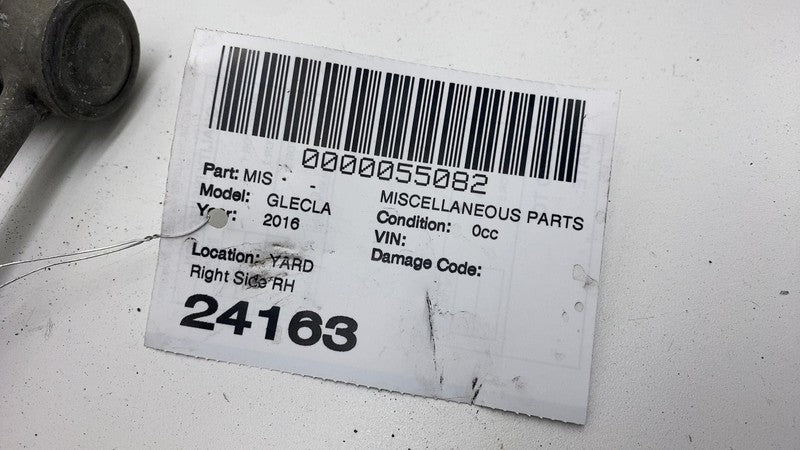 0000055082
Part: MIS - -
MISCELLANEOUS PARTS
Model: GLECLA
Condition: 0cc
Year: 2016
VIN:
Damage Code:
Location: YARD
Right Side RH
24163